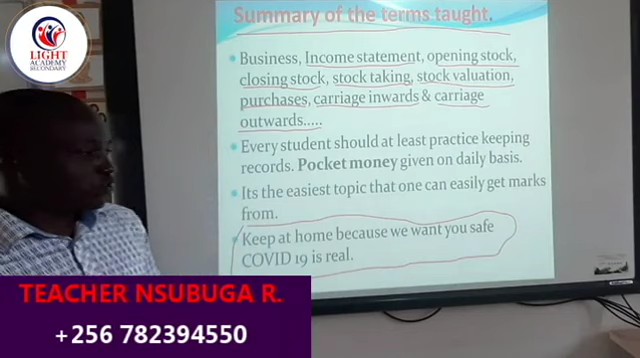 Summary of the terms taught.
LIGHT
ACADEMY
SECONDARY
Business, Income statement, opening stock,
closing stock, stock taking, stock valuation,
purchases, carriage inwards & carriage
outwards.....
Every student should at least practice keeping
records. Pocket money given on daily basis.
Its the easiest topic that one can easily get marks
from.
Keep at home because we want you safe
COVID 19 is real.
TEACHER NSUBUGA R.
+256 782394550